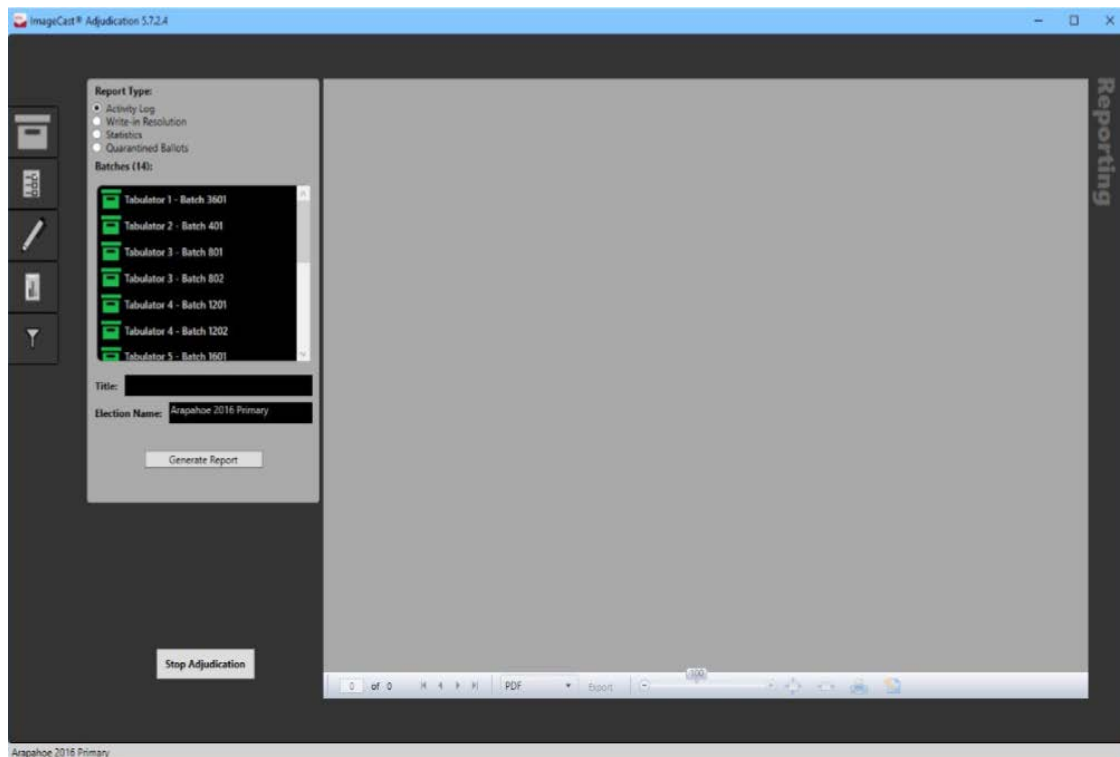 ImageCast® Adjudication 5.7.2.4
Reporting
Report Type:
Activity Log
Write-in Resolution
Statistics
Quarantined Ballots
Batches (14):
Tabulator 1 - Batch 3601
Tabulator 2 - Batch 401
Tabulator 3 - Batch 801
Tabulator 3 - Batch 802
Tabulator 4 - Batch 1201
Tabulator 4 - Batch 1202
Tabulator 5 - Batch 1601
Title:
Election Name: Arapahoe 2016 Primary
Generate Report
Stop Adjudication
0 of 0 PDF Export 100
Arapahoe 2016 Primary